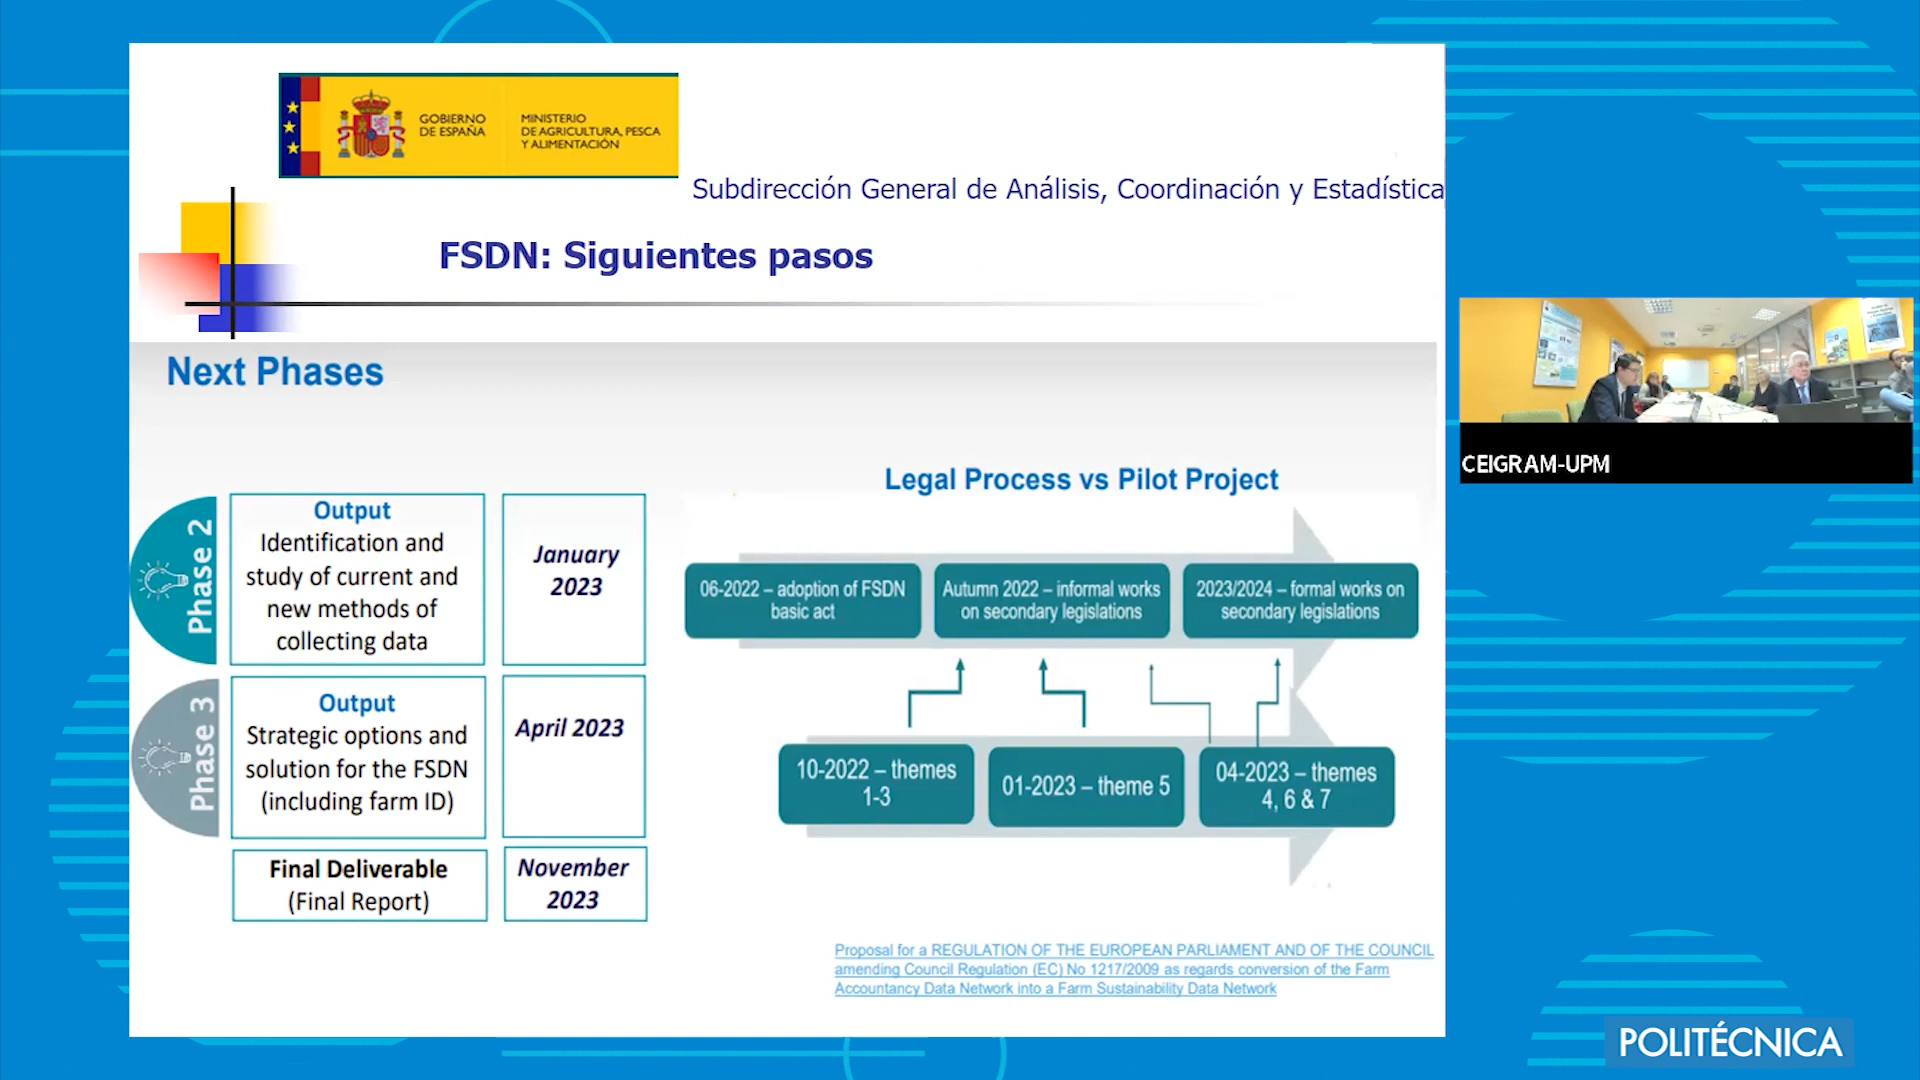 GOBIERNO
DE ESPAÑA
MINISTERIO
DE AGRICULTURA, PESCA
Y ALIMENTACIÓN
Subdirección General de Análisis, Coordinación y Estadística
FSDN: Siguientes pasos
Next Phases
Phase 2
Output
Identification and
study of current and
new methods of
collecting data
January
2023
Phase 3
Output
Strategic options and
solution for the FSDN
(including farm ID)
April 2023
Final Deliverable
(Final Report)
November
2023
Legal Process vs Pilot Project
06-2022 – adoption of FSDN
basic act
Autumn 2022 – informal works
on secondary legislations
2023/2024 – formal works on
secondary legislations
10-2022 – themes
1-3
01-2023 – theme 5
04-2023 – themes
4, 6 & 7
Proposal for a REGULATION OF THE EUROPEAN PARLIAMENT AND OF THE COUNCIL
amending Council Regulation (EC) No 1217/2009 as regards conversion of the Farm
Accountancy Data Network into a Farm Sustainability Data Network
CEIGRAM-UPM
POLITÉCNICA